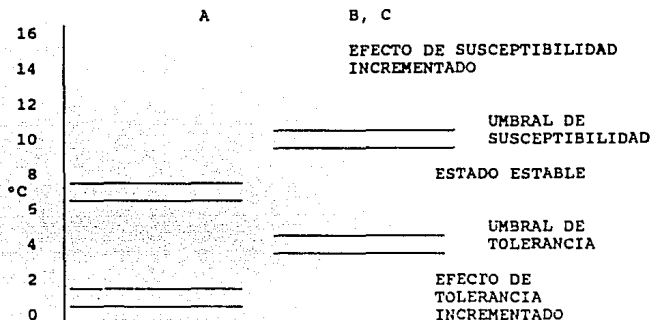 A B, C
16
EFECTO DE SUSCEPTIBILIDAD
14 INCREMENTADO
12
UMBRAL DE
10 SUSCEPTIBILIDAD
8 ESTADO ESTABLE
°C
6
UMBRAL DE
4 TOLERANCIA
2 EFECTO DE
TOLERANCIA
0 INCREMENTADO